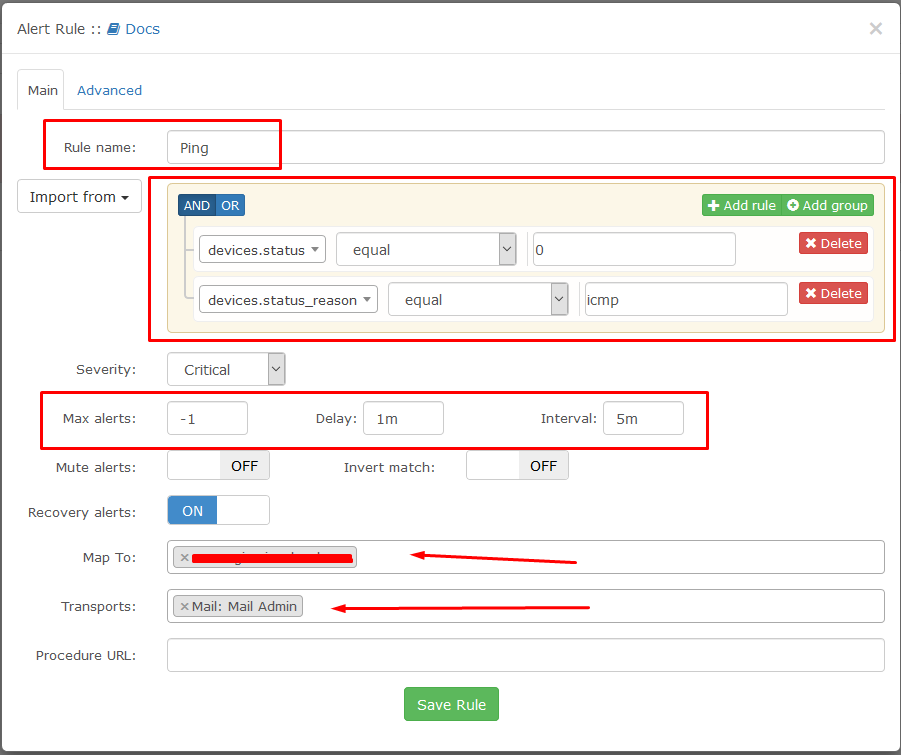 Alert Rule :: Docs ×
Main Advanced
Rule name: Ping
Import from
AND OR Add rule Add group
devices.status equal 0 Delete
devices.status_reason equal icmp Delete
Severity: Critical
Max alerts: -1 Delay: 1m Interval: 5m
Mute alerts: OFF Invert match: OFF
Recovery alerts: ON
Map To: ×
Transports: ×Mail: Mail Admin
Procedure URL:
Save Rule